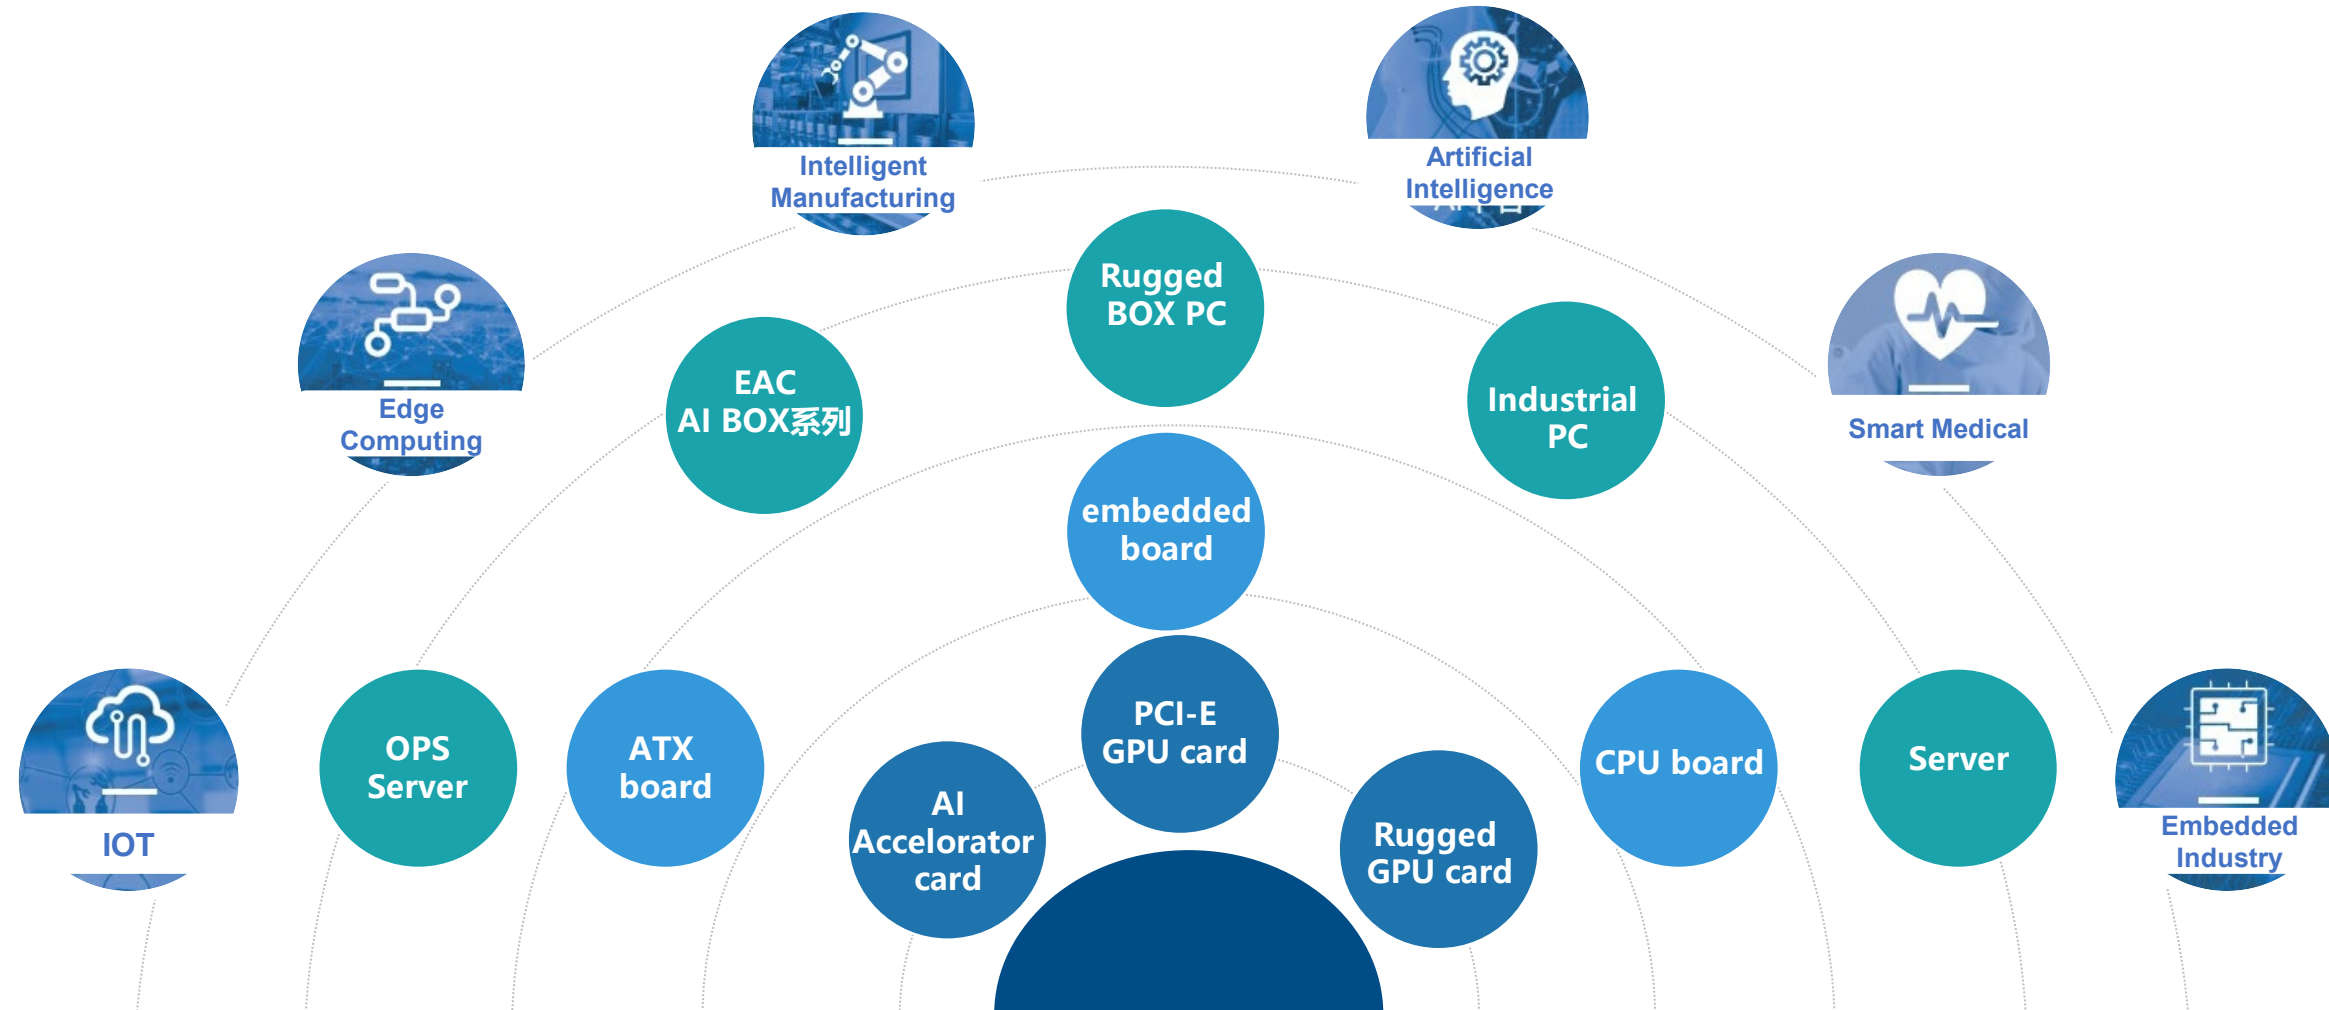 Intelligent
Manufacturing
Artificial
Intelligence
Edge
Computing
Smart Medical
IOT
Embedded
Industry
Rugged
BOX PC
EAC
AI BOX系列
Industrial
PC
OPS
Server
Server
embedded
board
ATX
board
CPU board
PCI-E
GPU card
AI
Accelorator
card
Rugged
GPU card